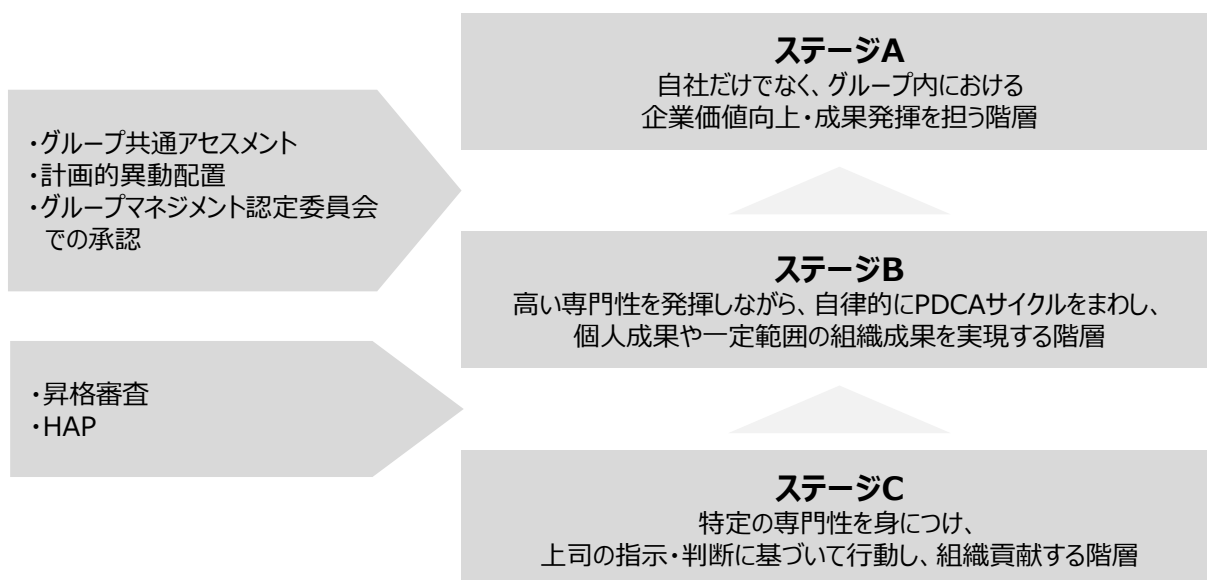 ステージA
自社だけでなく、グループ内における
企業価値向上・成果発揮を担う階層
・グループ共通アセスメント
・計画的異動配置
・グループマネジメント認定委員会
での承認
ステージB
高い専門性を発揮しながら、自律的にPDCAサイクルをまわし、
個人成果や一定範囲の組織成果を実現する階層
・昇格審査
・HAP
ステージC
特定の専門性を身につけ、
上司の指示・判断に基づいて行動し、組織貢献する階層